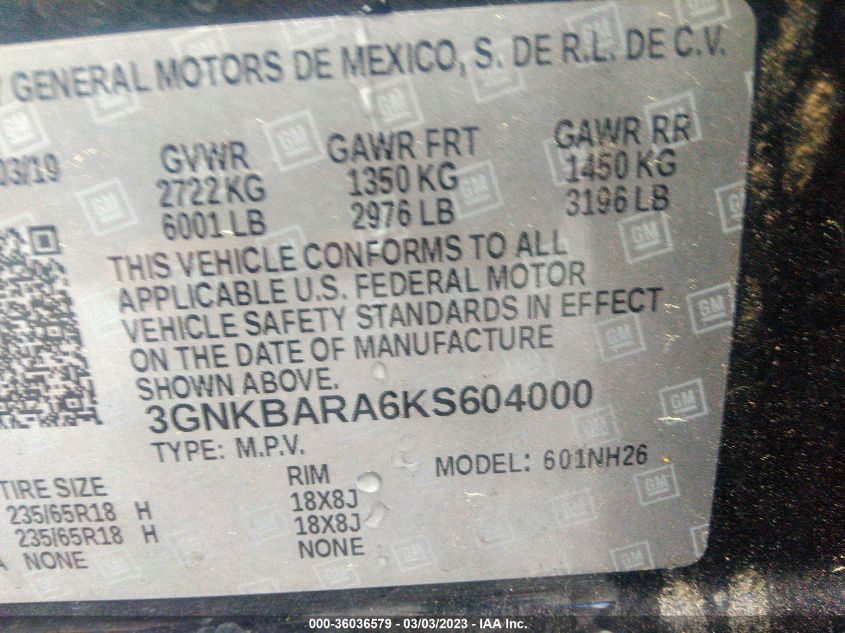 GENERAL MOTORS DE MEXICO, S. DE R.L. DE C.V.
03/19
GVWR GAWR FRT GAWR RR
2722 KG 1350 KG 1450 KG
6001 LB 2976 LB 3196 LB
THIS VEHICLE CONFORMS TO ALL
APPLICABLE U.S. FEDERAL MOTOR
VEHICLE SAFETY STANDARDS IN EFFECT
ON THE DATE OF MANUFACTURE
SHOWN ABOVE.
3GNKBARA6KS604000
TYPE: M.P.V. MODEL: 601NH26
TIRE SIZE RIM
235/65R18 H 18X8J
235/65R18 H 18X8J
NONE NONE
000-36036579 - 03/03/2023 - IAA Inc.